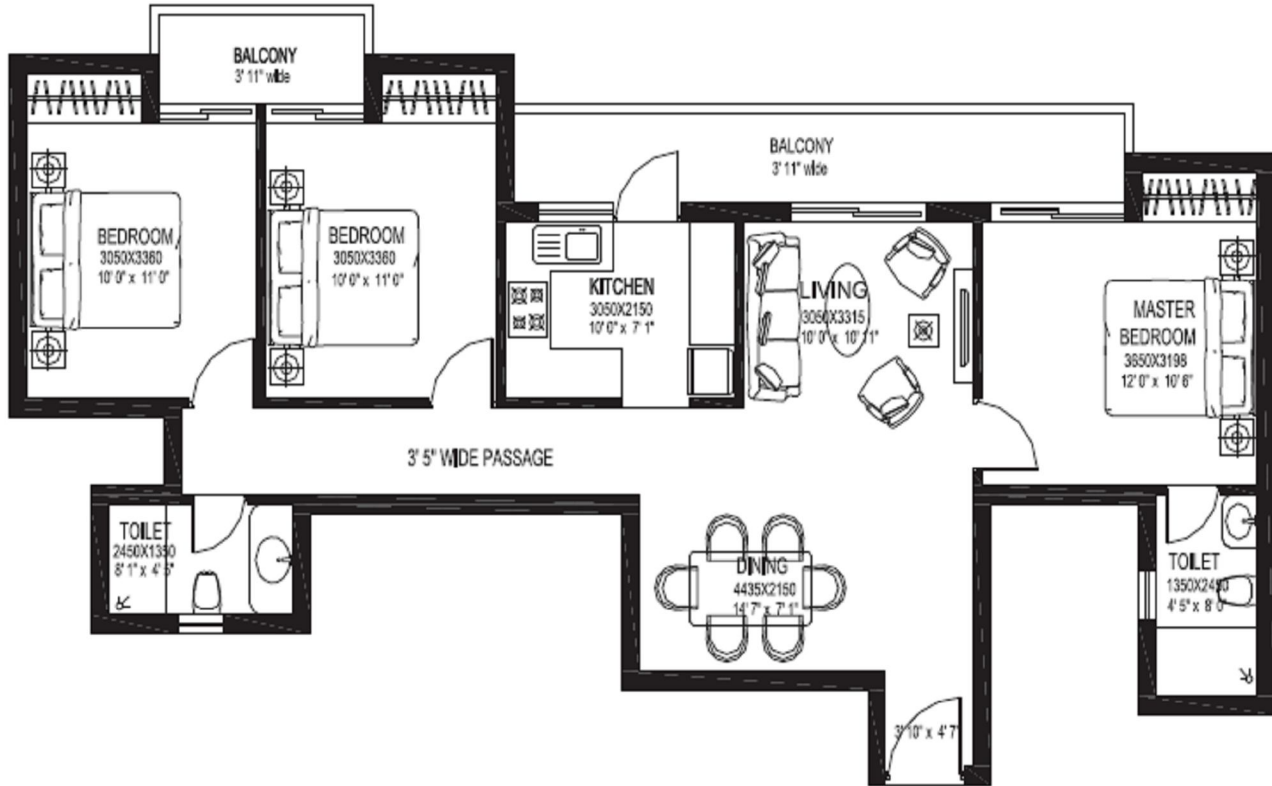 BALCONY
3' 11" wide
BALCONY
3' 11" wide
BEDROOM
3050X3360
10' 0" x 11' 0"
BEDROOM
3050X3360
10' 0" x 11' 0"
KITCHEN
3050X2150
10' 0" x 7' 1"
LIVING
3050X3315
10' 0" x 10' 11"
MASTER
BEDROOM
3650X3198
12' 0" x 10' 6"
3' 5" WIDE PASSAGE
TOILET
2450X1350
8' 1" x 4' 5"
DINING
4435X2150
14' 7" x 7' 1"
TOILET
1350X2450
4' 5" x 8' 0
3' 10" x 4' 7"